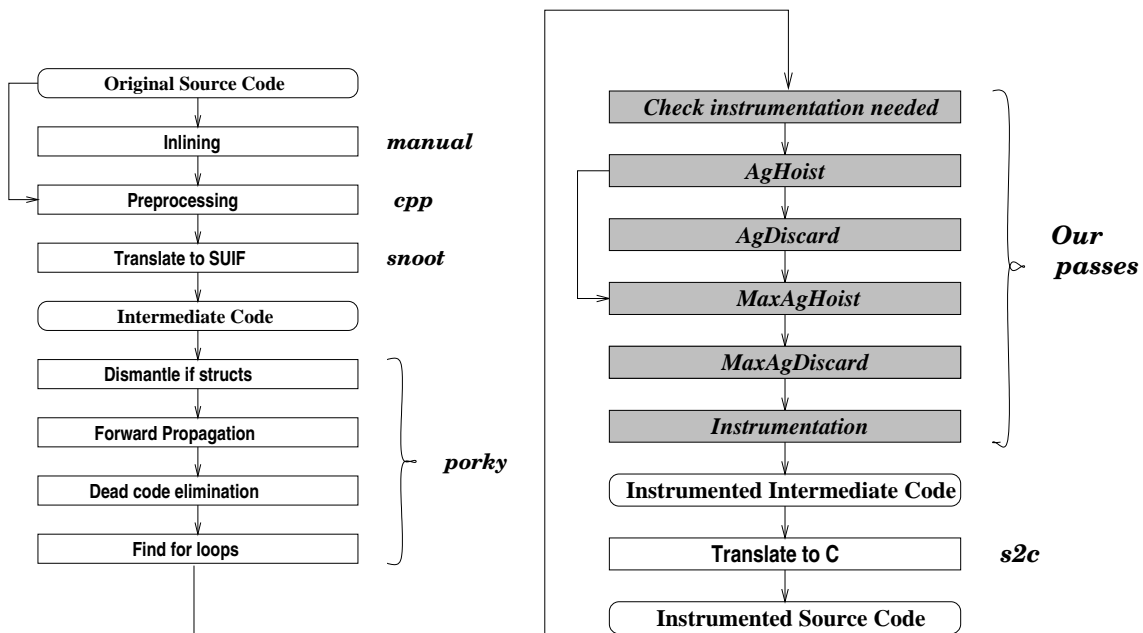 Original Source Code
Inlining
manual
Preprocessing
cpp
Translate to SUIF
snoot
Intermediate Code
Dismantle if structs
Forward Propagation
porky
Dead code elimination
Find for loops
Check instrumentation needed
AgHoist
AgDiscard
Our
passes
MaxAgHoist
MaxAgDiscard
Instrumentation
Instrumented Intermediate Code
Translate to C
s2c
Instrumented Source Code